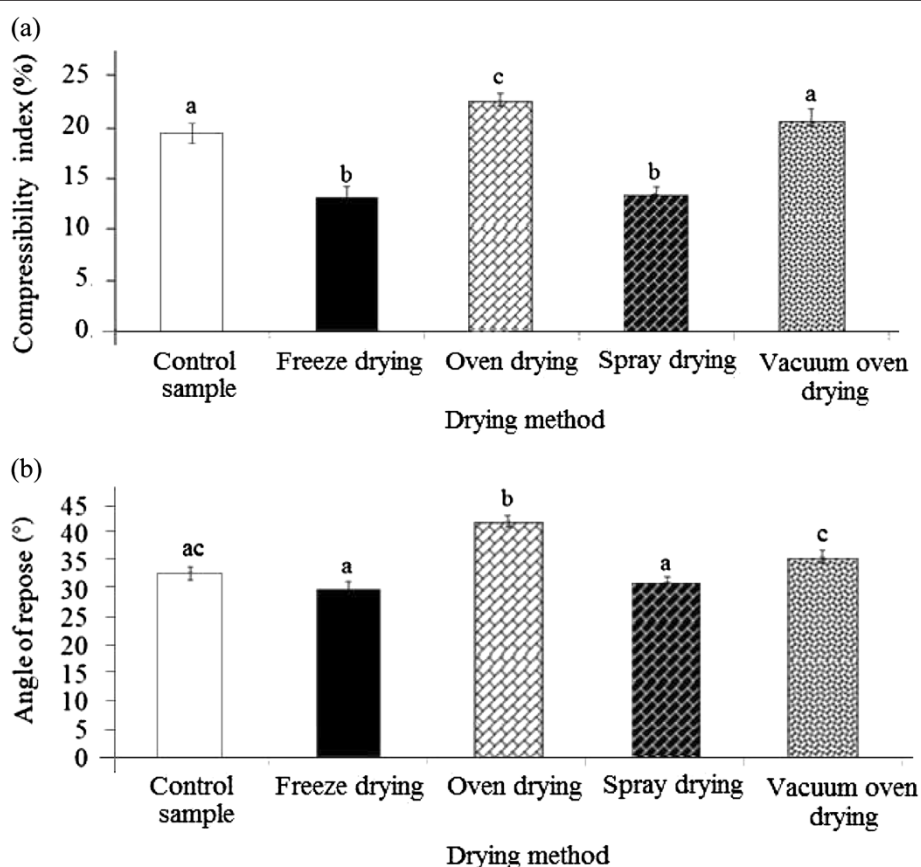 (a)
Compressibility index (%)
25
20
15
10
5
0
a
b
c
b
a
Control
sample
Freeze drying
Oven drying
Spray drying
Vacuum oven
drying
Drying method
(b)
Angle of repose (°)
45
40
35
30
25
20
15
10
5
0
ac
a
b
a
c
Control
sample
Freeze drying
Oven drying
Spray drying
Vacuum oven
drying
Drying method